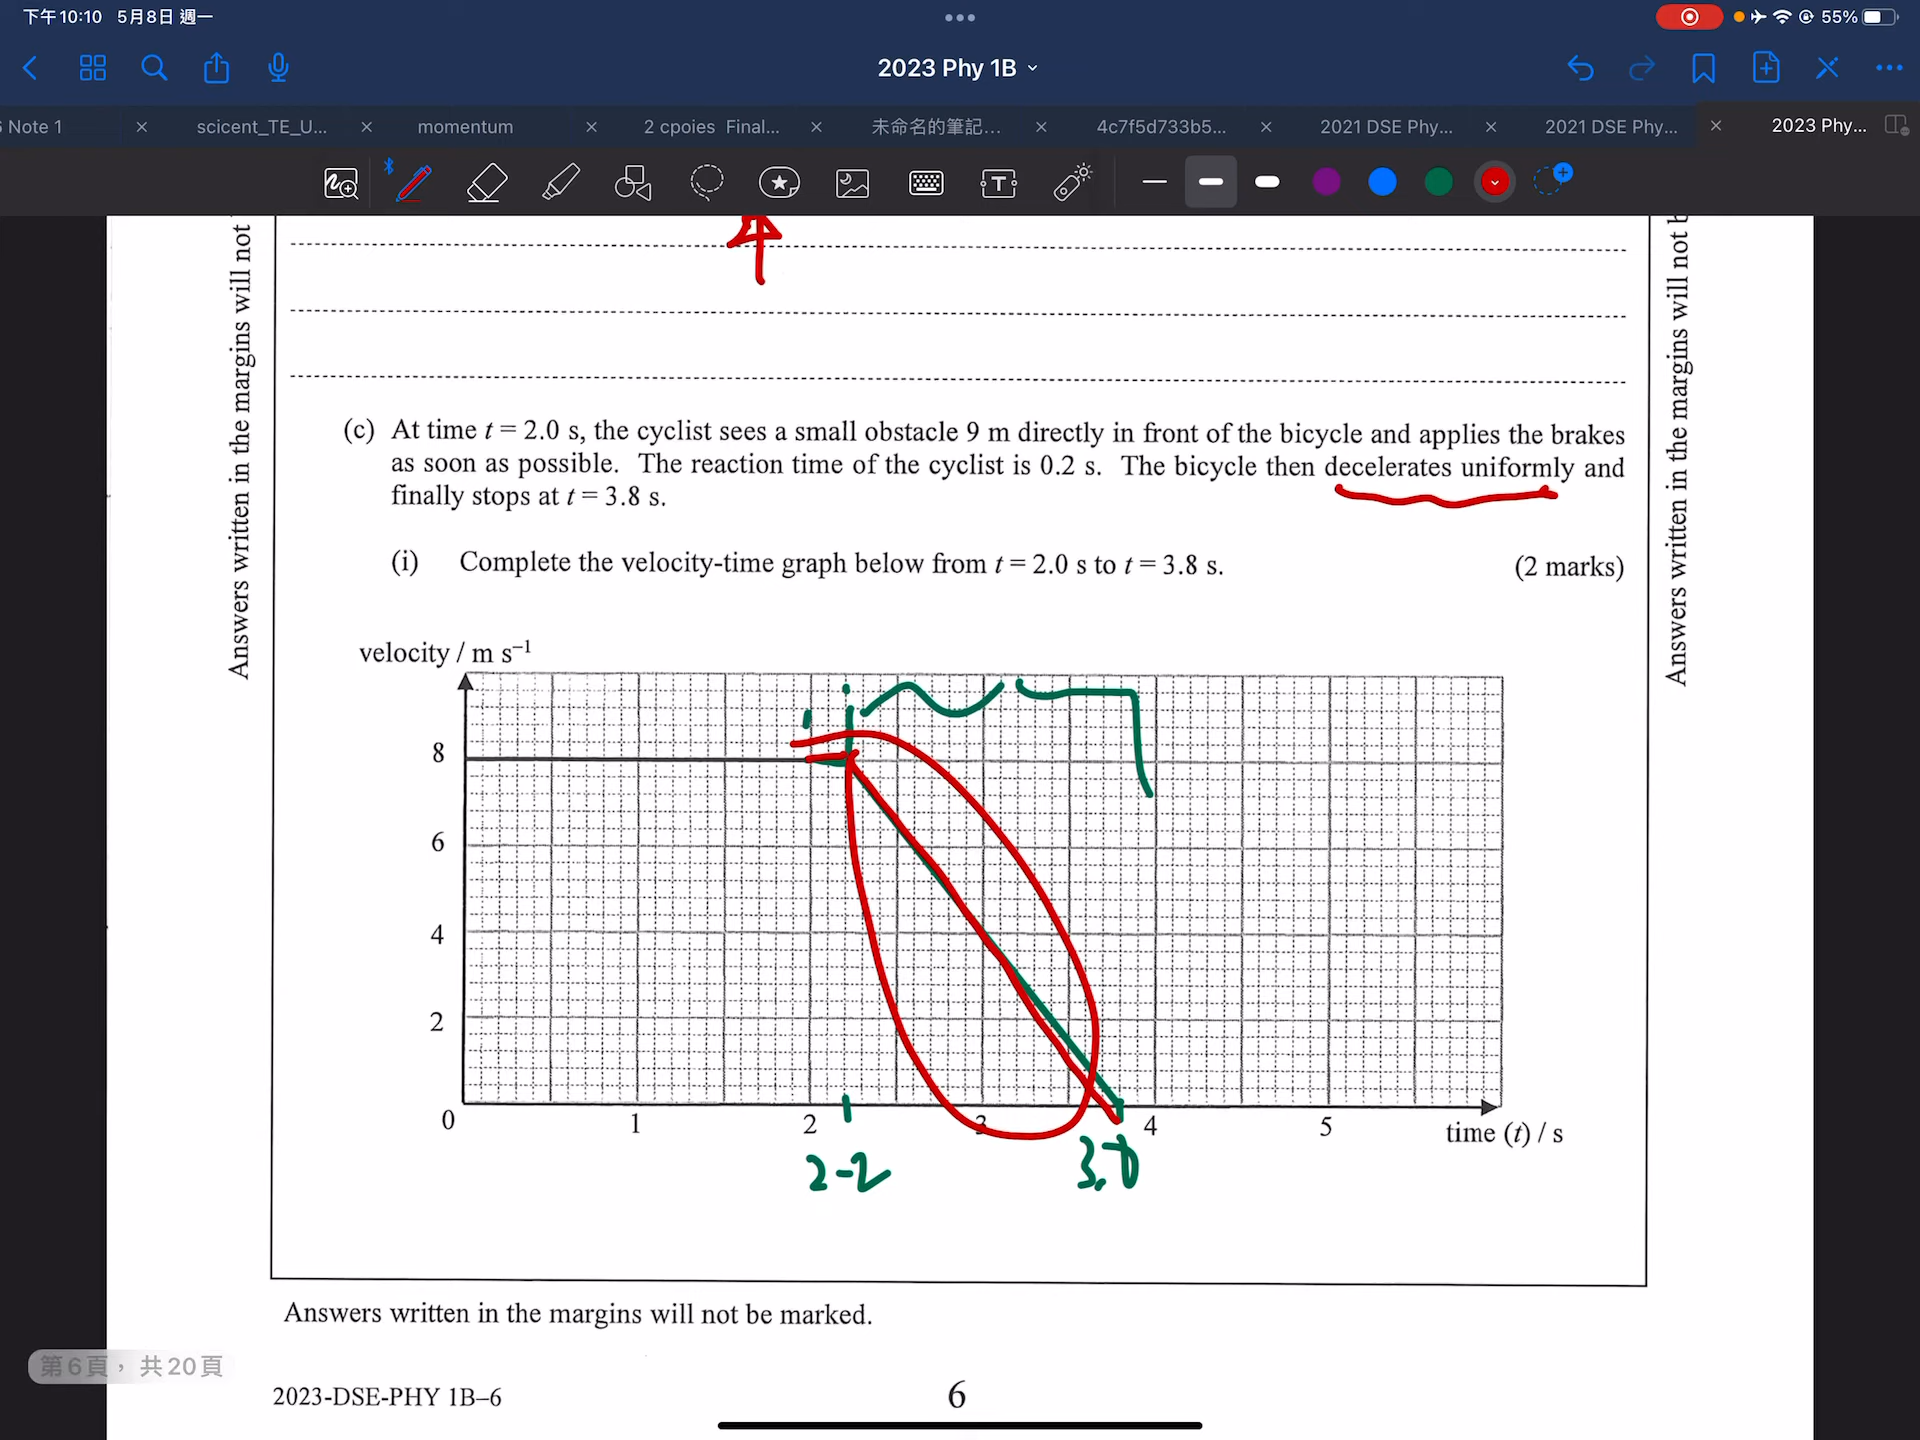 下午10:10 5月8日 週一
55%
2023 Phy 1B
Note 1
scicent_TE_U...
momentum
2 cpoies Final...
未命名的筆記...
4c7f5d733b5...
2021 DSE Phy...
2021 DSE Phy...
2023 Phy...
T
4
Answers written in the margins will not
Answers written in the margins will not b
(c) At time t = 2.0 s, the cyclist sees a small obstacle 9 m directly in front of the bicycle and applies the brakes
as soon as possible. The reaction time of the cyclist is 0.2 s. The bicycle then decelerates uniformly and
finally stops at t = 3.8 s.
(i) Complete the velocity-time graph below from t = 2.0 s to t = 3.8 s. (2 marks)
velocity / m s⁻¹
8
6
4
2
0 1 2 3 4 5 time (t) / s
2-2 3.8
Answers written in the margins will not be marked.
第6頁，共20頁
2023-DSE-PHY 1B–6 6